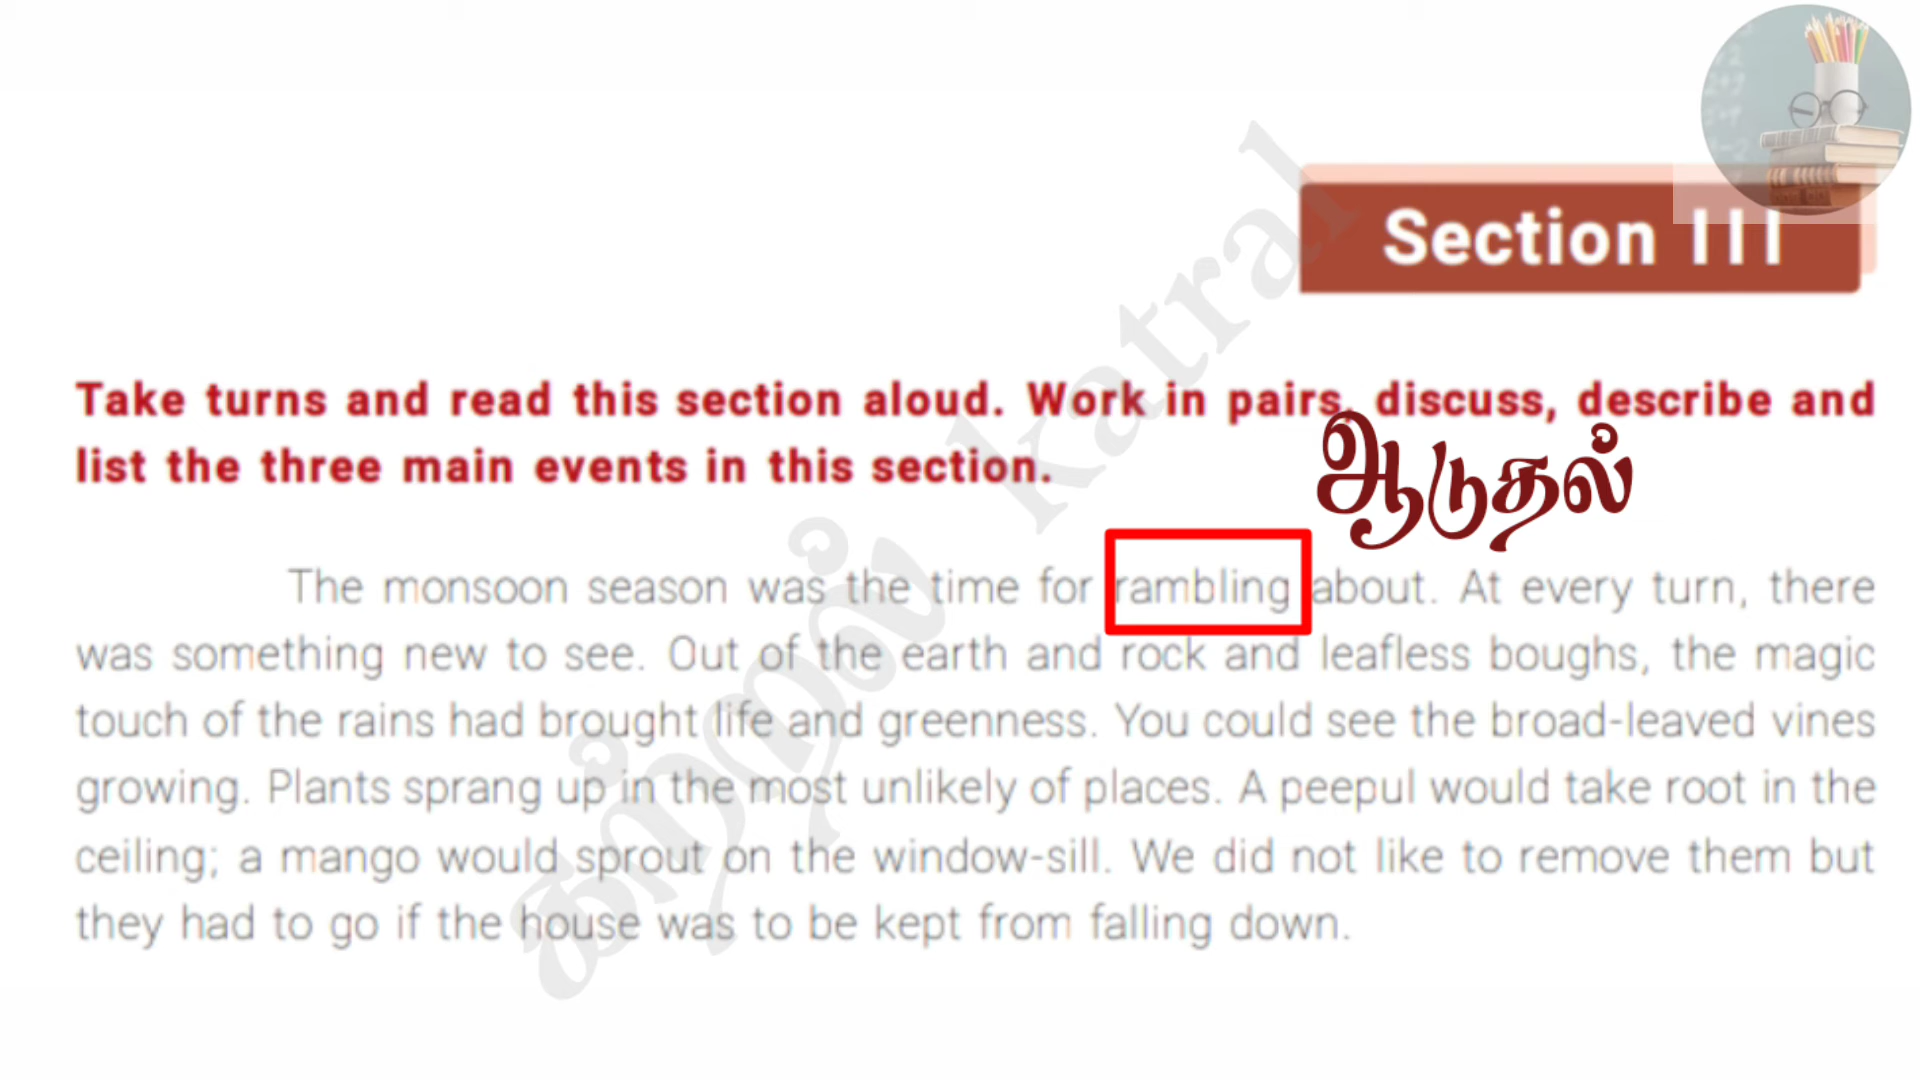 Section III
Take turns and read this section aloud. Work in pairs, discuss, describe and
list the three main events in this section.
ஆடுதல்
The monsoon season was the time for rambling about. At every turn, there
was something new to see. Out of the earth and rock and leafless boughs, the magic
touch of the rains had brought life and greenness. You could see the broad-leaved vines
growing. Plants sprang up in the most unlikely of places. A peepul would take root in the
ceiling; a mango would sprout on the window-sill. We did not like to remove them but
they had to go if the house was to be kept from falling down.
கற்றல் katral